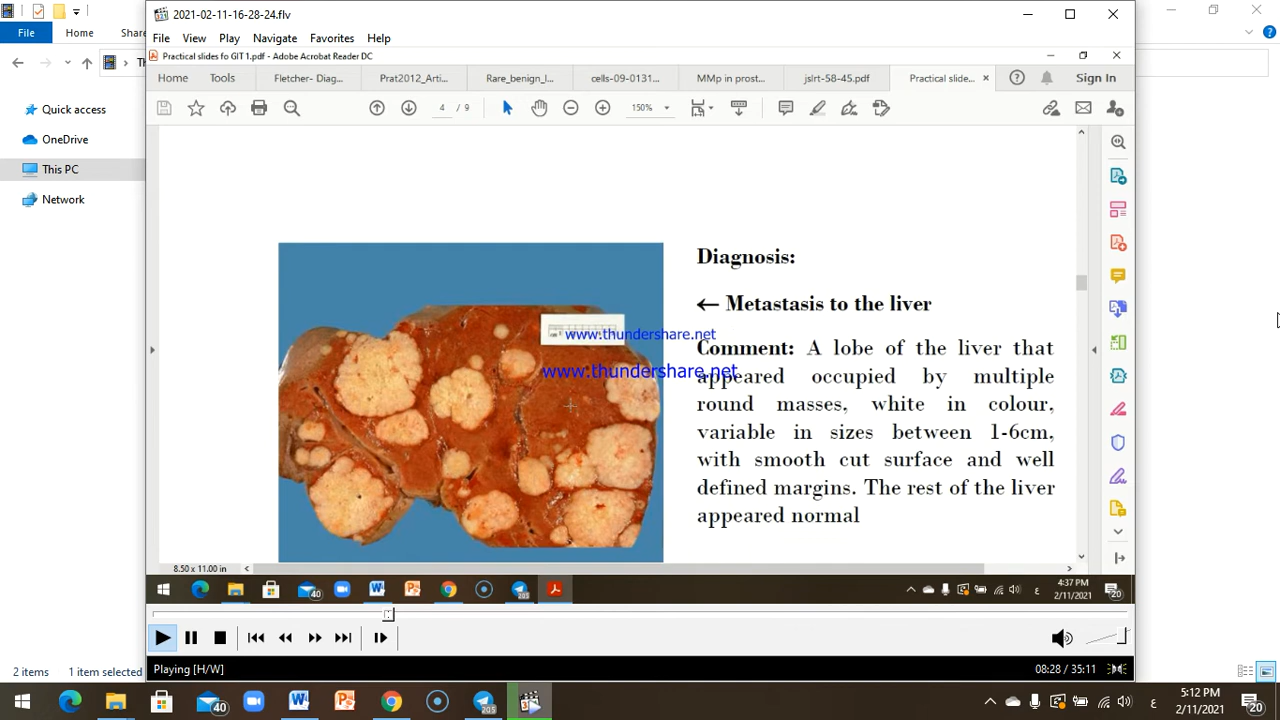 2021-02-11-16-28-24.flv
File
Home
Share
File View Play Navigate Favorites Help
Practical slides fo GIT 1.pdf - Adobe Acrobat Reader DC
Home Tools Fletcher- Diag... Prat2012_Arti... Rare_benign_l... cells-09-0131... MMp in prost... jslrt-58-45.pdf Practical slide... Sign In
4 / 9 150%
Quick access
OneDrive
This PC
Network
Diagnosis:
← Metastasis to the liver
www.thundershare.net
www.thundershare.net
Comment: A lobe of the liver that
appeared occupied by multiple
round masses, white in colour,
variable in sizes between 1-6cm,
with smooth cut surface and well
defined margins. The rest of the liver
appeared normal
8.50 x 11.00 in
40 205 ع 4:37 PM
2/11/2021 20
2 items 1 item selected
Playing [H/W] 08:28 / 35:11
40 205 ع 5:12 PM
2/11/2021 20